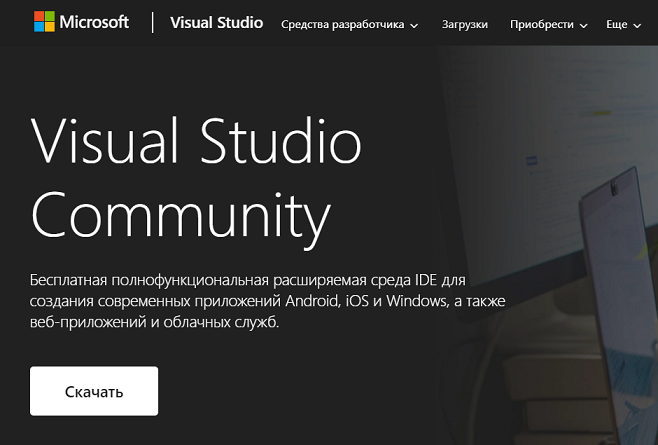 Microsoft Visual Studio Средства разработчика Загрузки Приобрести Еще
Visual Studio
Community
Бесплатная полнофункциональная расширяемая среда IDE для
создания современных приложений Android, iOS и Windows, а также
веб-приложений и облачных служб.
Скачать